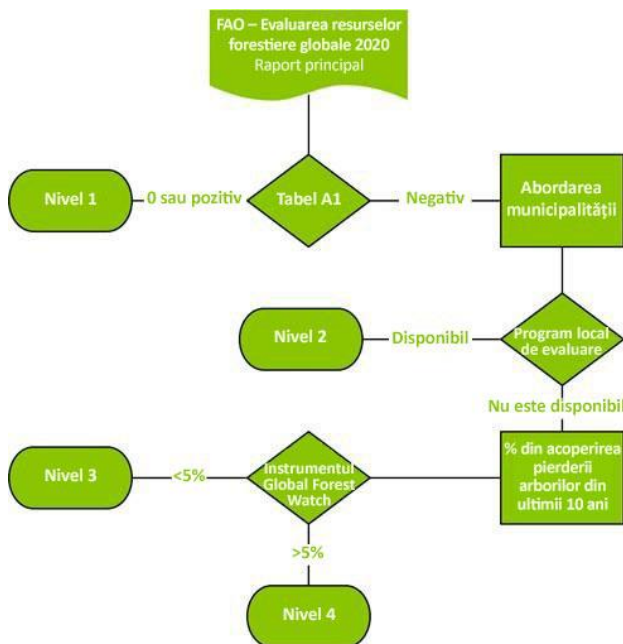 FAO – Evaluarea resurselor
forestiere globale 2020
Raport principal
Nivel 1
0 sau pozitiv
Tabel A1
Negativ
Abordarea
municipalității
Nivel 2
Disponibil
Program local
de evaluare
Nu este disponibil
Nivel 3
<5%
Instrumentul
Global Forest
Watch
% din acoperirea
pierderii
arborilor din
ultimii 10 ani
>5%
Nivel 4